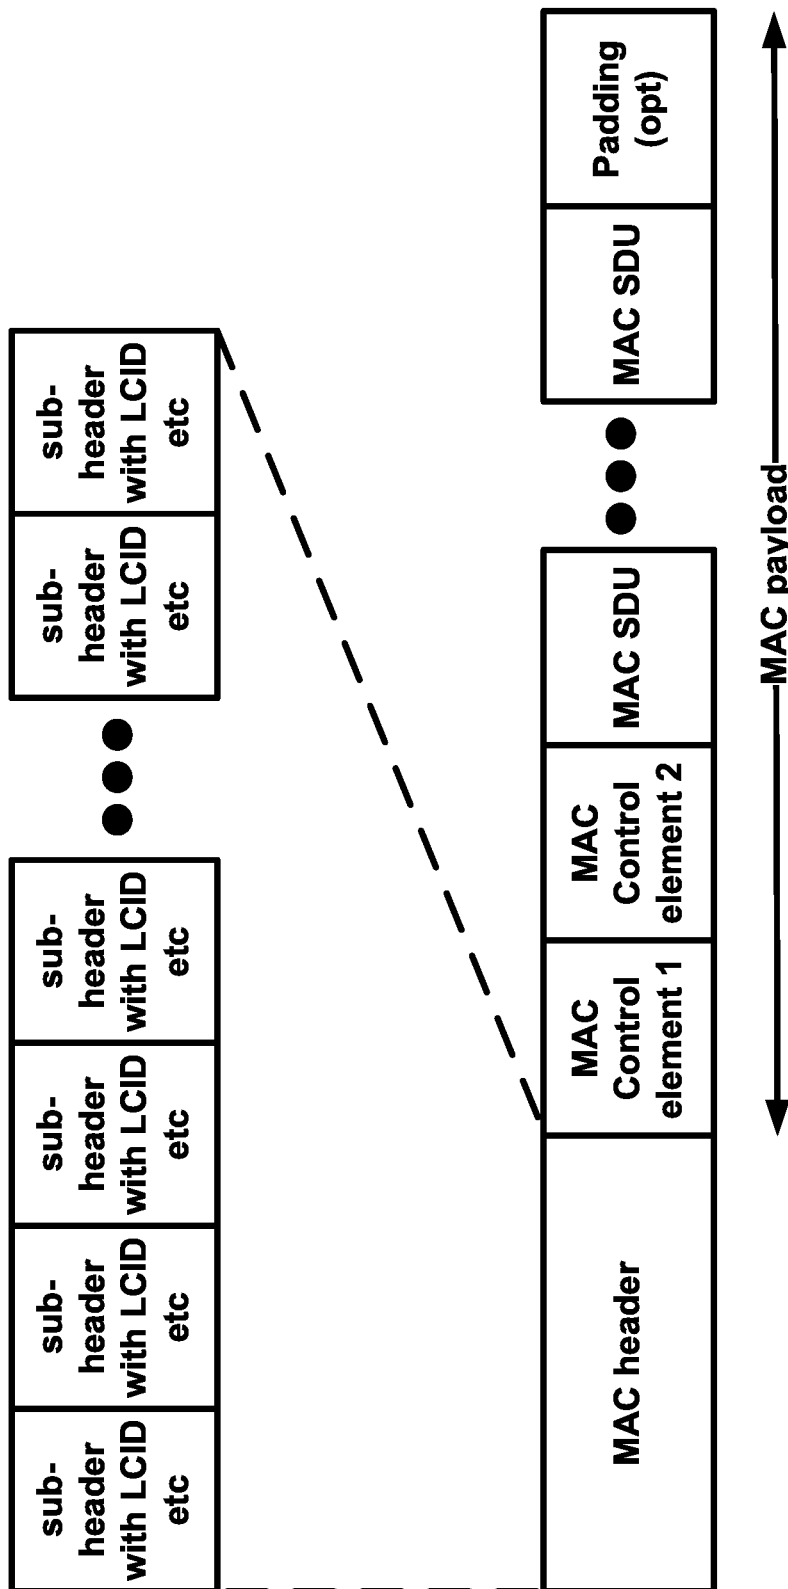 sub-
header
with LCID
etc
sub-
header
with LCID
etc
sub-
header
with LCID
etc
sub-
header
with LCID
etc
sub-
header
with LCID
etc
sub-
header
with LCID
etc
MAC header
MAC
Control
element 1
MAC
Control
element 2
MAC SDU
MAC SDU
Padding
(opt)
MAC payload